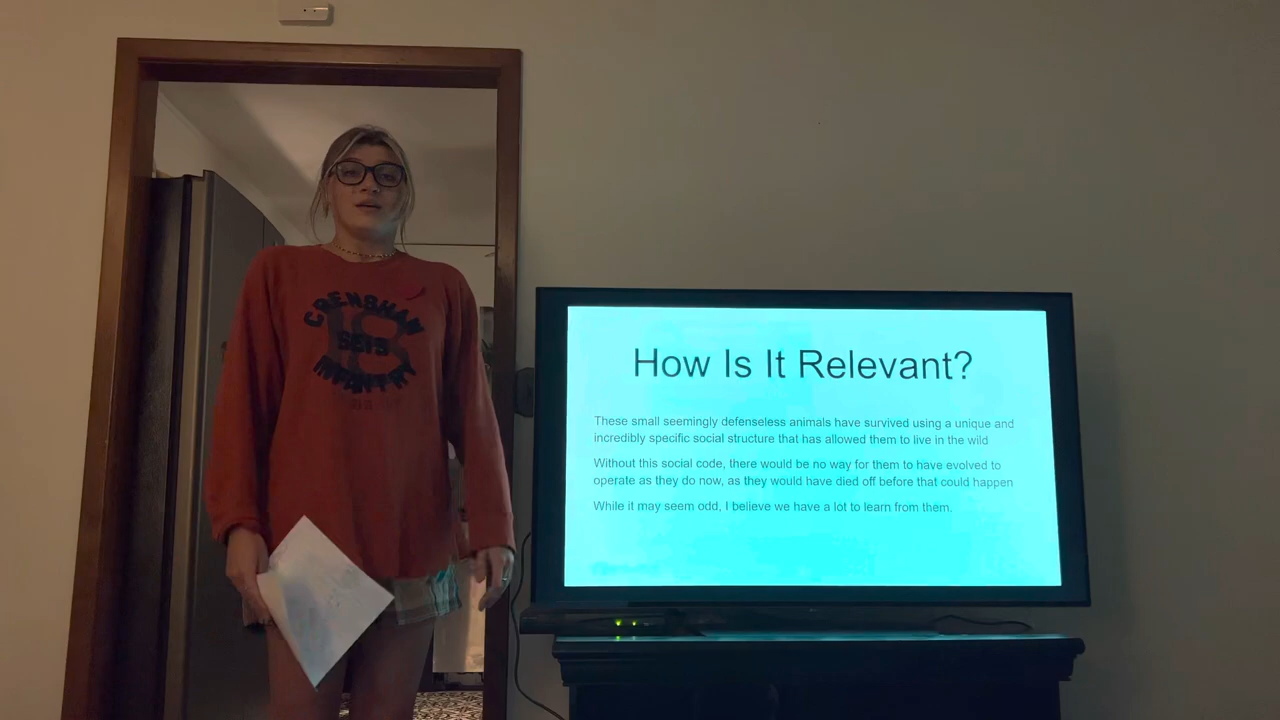 CRENSHAW
18
SEIS
INFANTRY
How Is It Relevant?
These small seemingly defenseless animals have survived using a unique and
incredibly specific social structure that has allowed them to live in the wild
Without this social code, there would be no way for them to have evolved to
operate as they do now, as they would have died off before that could happen
While it may seem odd, I believe we have a lot to learn from them.